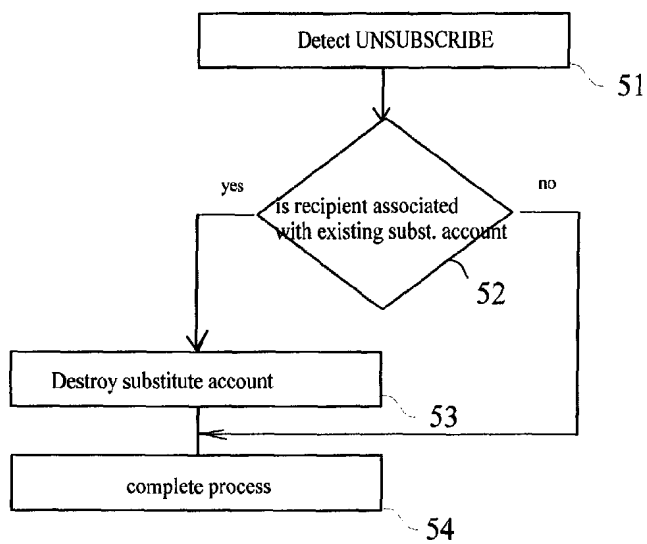 Detect UNSUBSCRIBE
51
yes
no
is recipient associated
with existing subst. account
52
Destroy substitute account
53
complete process
54